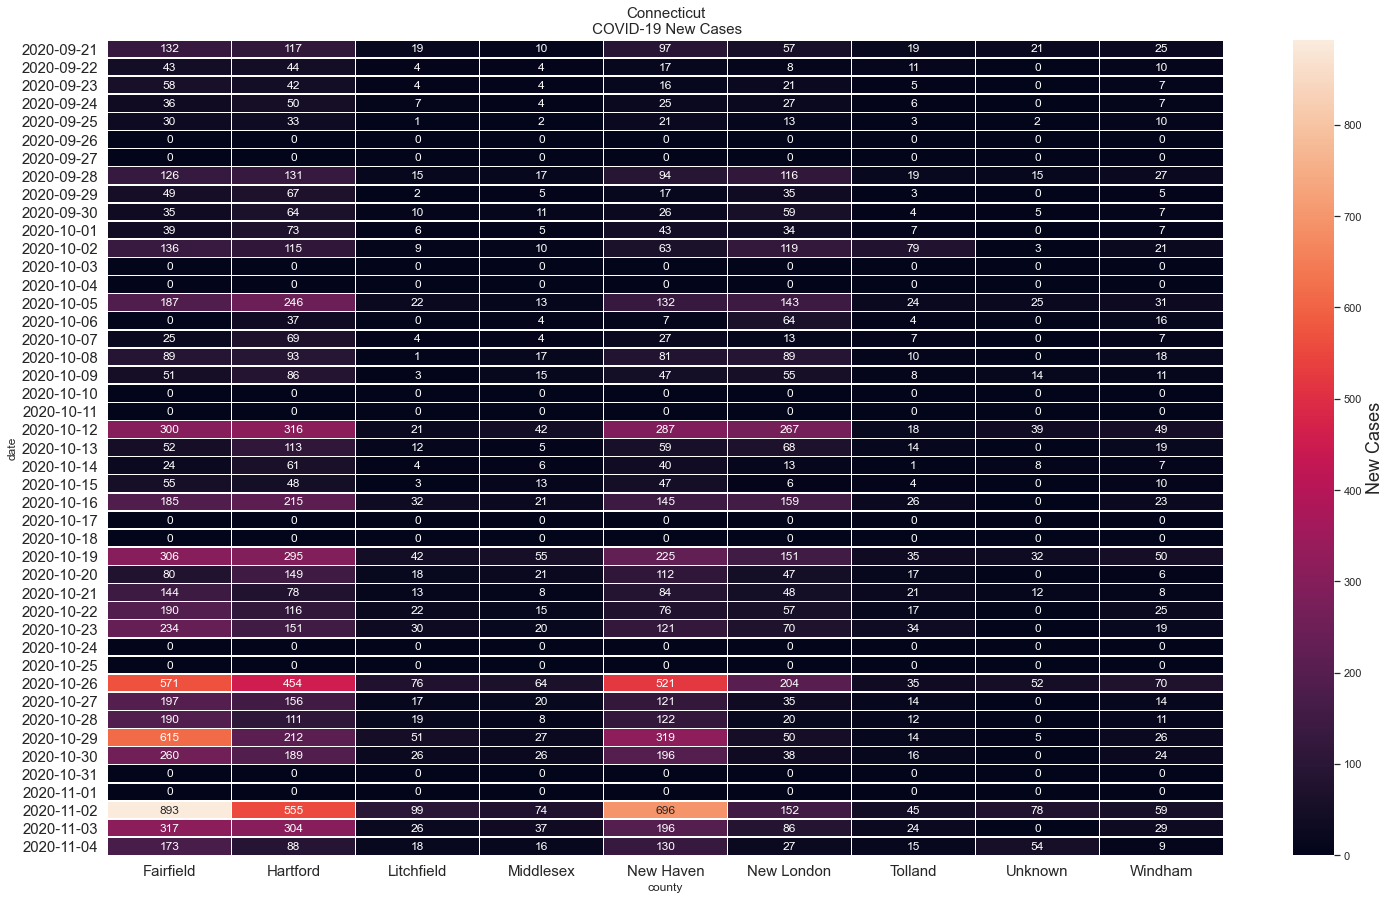 Connecticut
COVID-19 New Cases
2020-09-21 132 117 19 10 97 57 19 21 25
2020-09-22 43 44 4 4 17 8 11 0 10
2020-09-23 58 42 4 4 16 21 5 0 7
2020-09-24 36 50 7 4 25 27 6 0 7
2020-09-25 30 33 1 2 21 13 3 2 10
2020-09-26 0 0 0 0 0 0 0 0 0
2020-09-27 0 0 0 0 0 0 0 0 0
2020-09-28 126 131 15 17 94 116 19 15 27
2020-09-29 49 67 2 5 17 35 3 0 5
2020-09-30 35 64 10 11 26 59 4 5 7
2020-10-01 39 73 6 5 43 34 7 0 7
2020-10-02 136 115 9 10 63 119 79 3 21
2020-10-03 0 0 0 0 0 0 0 0 0
2020-10-04 0 0 0 0 0 0 0 0 0
2020-10-05 187 246 22 13 132 143 24 25 31
2020-10-06 0 37 0 4 7 64 4 0 16
2020-10-07 25 69 4 4 27 13 7 0 7
2020-10-08 89 93 1 17 81 89 10 0 18
2020-10-09 51 86 3 15 47 55 8 14 11
2020-10-10 0 0 0 0 0 0 0 0 0
2020-10-11 0 0 0 0 0 0 0 0 0
2020-10-12 300 316 21 42 287 267 18 39 49
2020-10-13 52 113 12 5 59 68 14 0 19
2020-10-14 24 61 4 6 40 13 1 8 7
2020-10-15 55 48 3 13 47 6 4 0 10
2020-10-16 185 215 32 21 145 159 26 0 23
2020-10-17 0 0 0 0 0 0 0 0 0
2020-10-18 0 0 0 0 0 0 0 0 0
2020-10-19 306 295 42 55 225 151 35 32 50
2020-10-20 80 149 18 21 112 47 17 0 6
2020-10-21 144 78 13 8 84 48 21 12 8
2020-10-22 190 116 22 15 76 57 17 0 25
2020-10-23 234 151 30 20 121 70 34 0 19
2020-10-24 0 0 0 0 0 0 0 0 0
2020-10-25 0 0 0 0 0 0 0 0 0
2020-10-26 571 454 76 64 521 204 35 52 70
2020-10-27 197 156 17 20 121 35 14 0 14
2020-10-28 190 111 19 8 122 20 12 0 11
2020-10-29 615 212 51 27 319 50 14 5 26
2020-10-30 260 189 26 26 196 38 16 0 24
2020-10-31 0 0 0 0 0 0 0 0 0
2020-11-01 0 0 0 0 0 0 0 0 0
2020-11-02 893 555 99 74 696 152 45 78 59
2020-11-03 317 304 26 37 196 86 24 0 29
2020-11-04 173 88 18 16 130 27 15 54 9
Fairfield Hartford Litchfield Middlesex New Haven New London Tolland Unknown Windham
county
date
800
700
600
500
400
300
200
100
0
New Cases